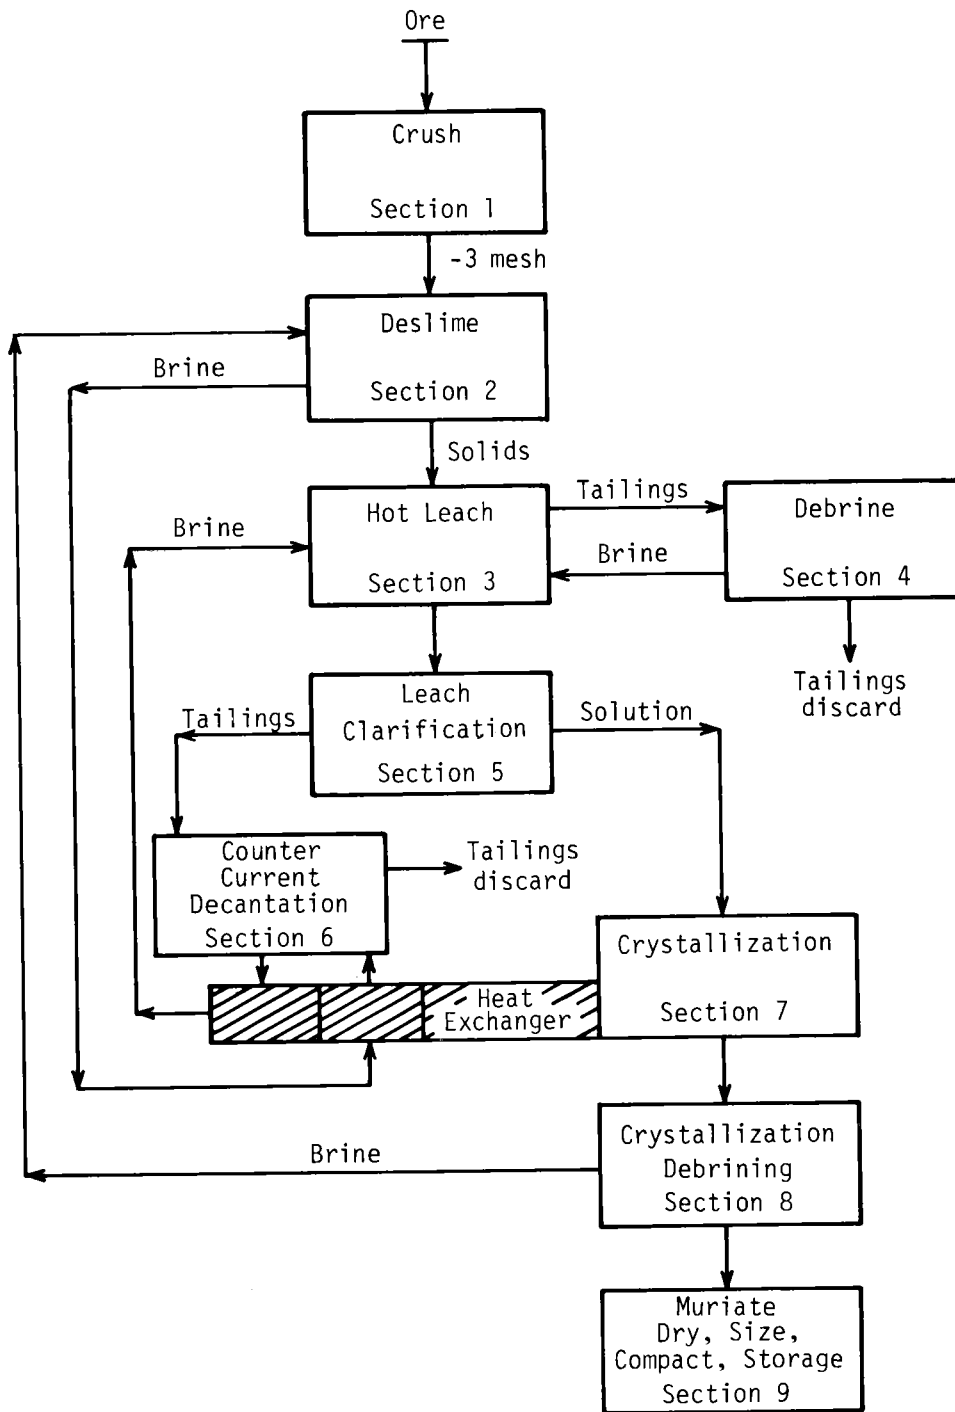 Ore
Crush
Section 1
-3 mesh
Deslime
Section 2
Brine
Solids
Hot Leach
Section 3
Tailings
Brine
Debrine
Section 4
Brine
Tailings
discard
Leach
Clarification
Section 5
Tailings
Solution
Counter
Current
Decantation
Section 6
Tailings
discard
Heat
Exchanger
Crystallization
Section 7
Crystallization
Debrining
Section 8
Brine
Muriate
Dry, Size,
Compact, Storage
Section 9